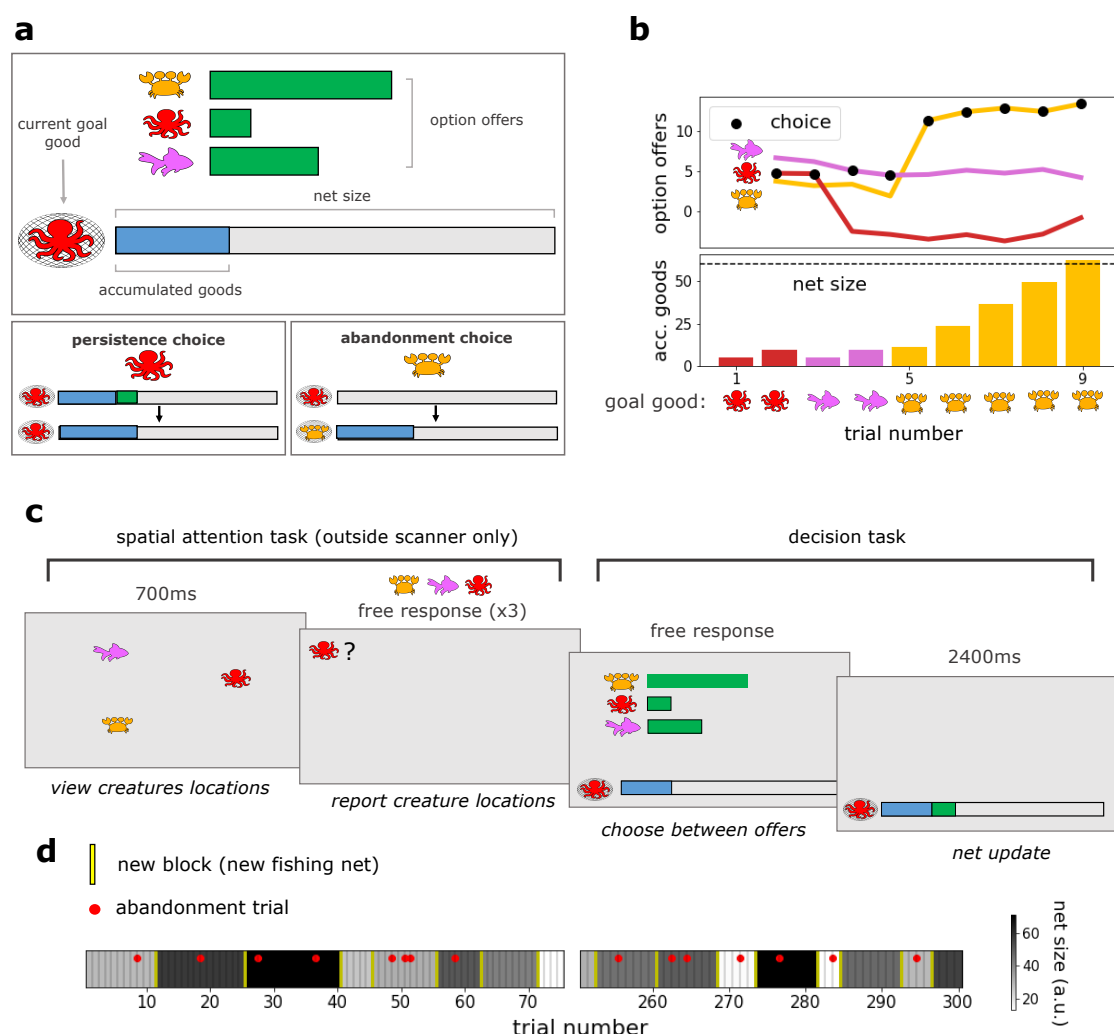 a
current goal
good
option offers
net size
accumulated goods
persistence choice
abandonment choice
b
choice
option offers
10
5
0
net size
acc. goods
50
25
0
1
5
9
goal good:
trial number
c
spatial attention task (outside scanner only)
decision task
700ms
free response (x3)
free response
2400ms
?
view creatures locations
report creature locations
choose between offers
net update
d
new block (new fishing net)
abandonment trial
10
20
30
40
50
60
70
260
270
280
290
300
trial number
60
40
20
net size (a.u.)